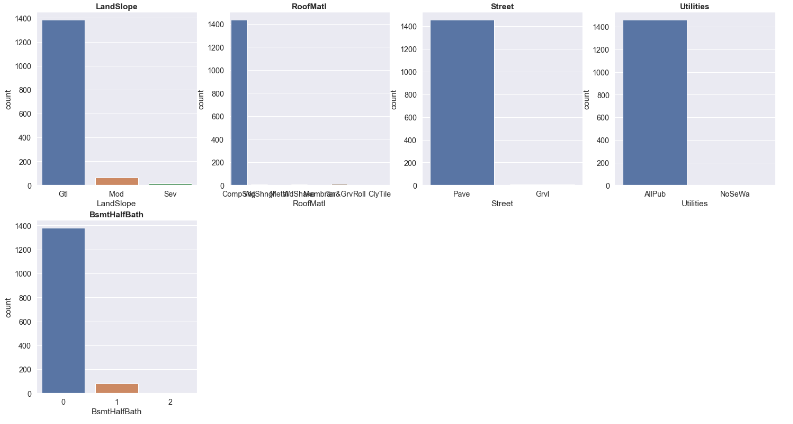 LandSlope
RoofMatl
Street
Utilities
1400
1200
1000
800
600
400
200
0
count
Gtl
Mod
Sev
LandSlope
1400
1200
1000
800
600
400
200
0
count
ClyTile
RoofMatl
1400
1200
1000
800
600
400
200
0
count
Pave
Grvl
Street
1400
1200
1000
800
600
400
200
0
count
AllPub
NoSeWa
Utilities
BsmtHalfBath
1400
1200
1000
800
600
400
200
0
count
0
1
2
BsmtHalfBath